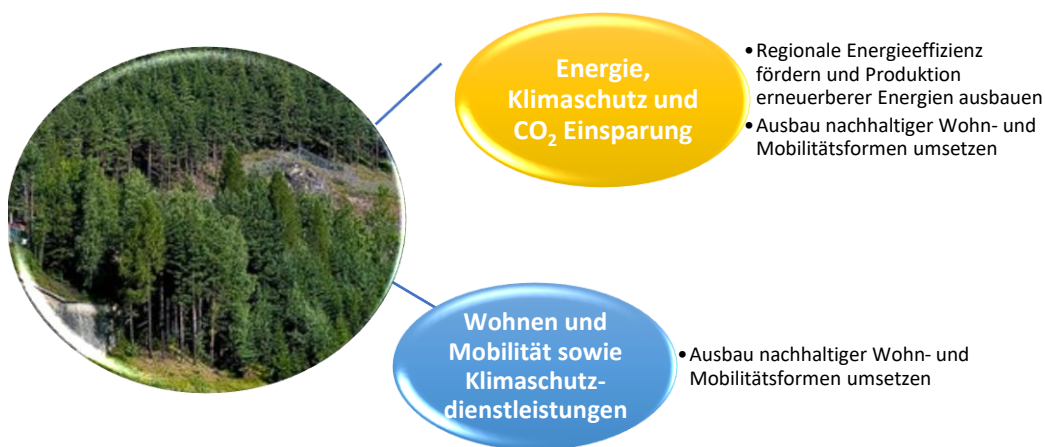 Energie,
Klimaschutz und
CO₂ Einsparung
•Regionale Energieeffizienz
fördern und Produktion
erneuerberer Energien ausbauen
•Ausbau nachhaltiger Wohn- und
Mobilitätsformen umsetzen
Wohnen und
Mobilität sowie
Klimaschutz-
dienstleistungen
•Ausbau nachhaltiger Wohn- und
Mobilitätsformen umsetzen